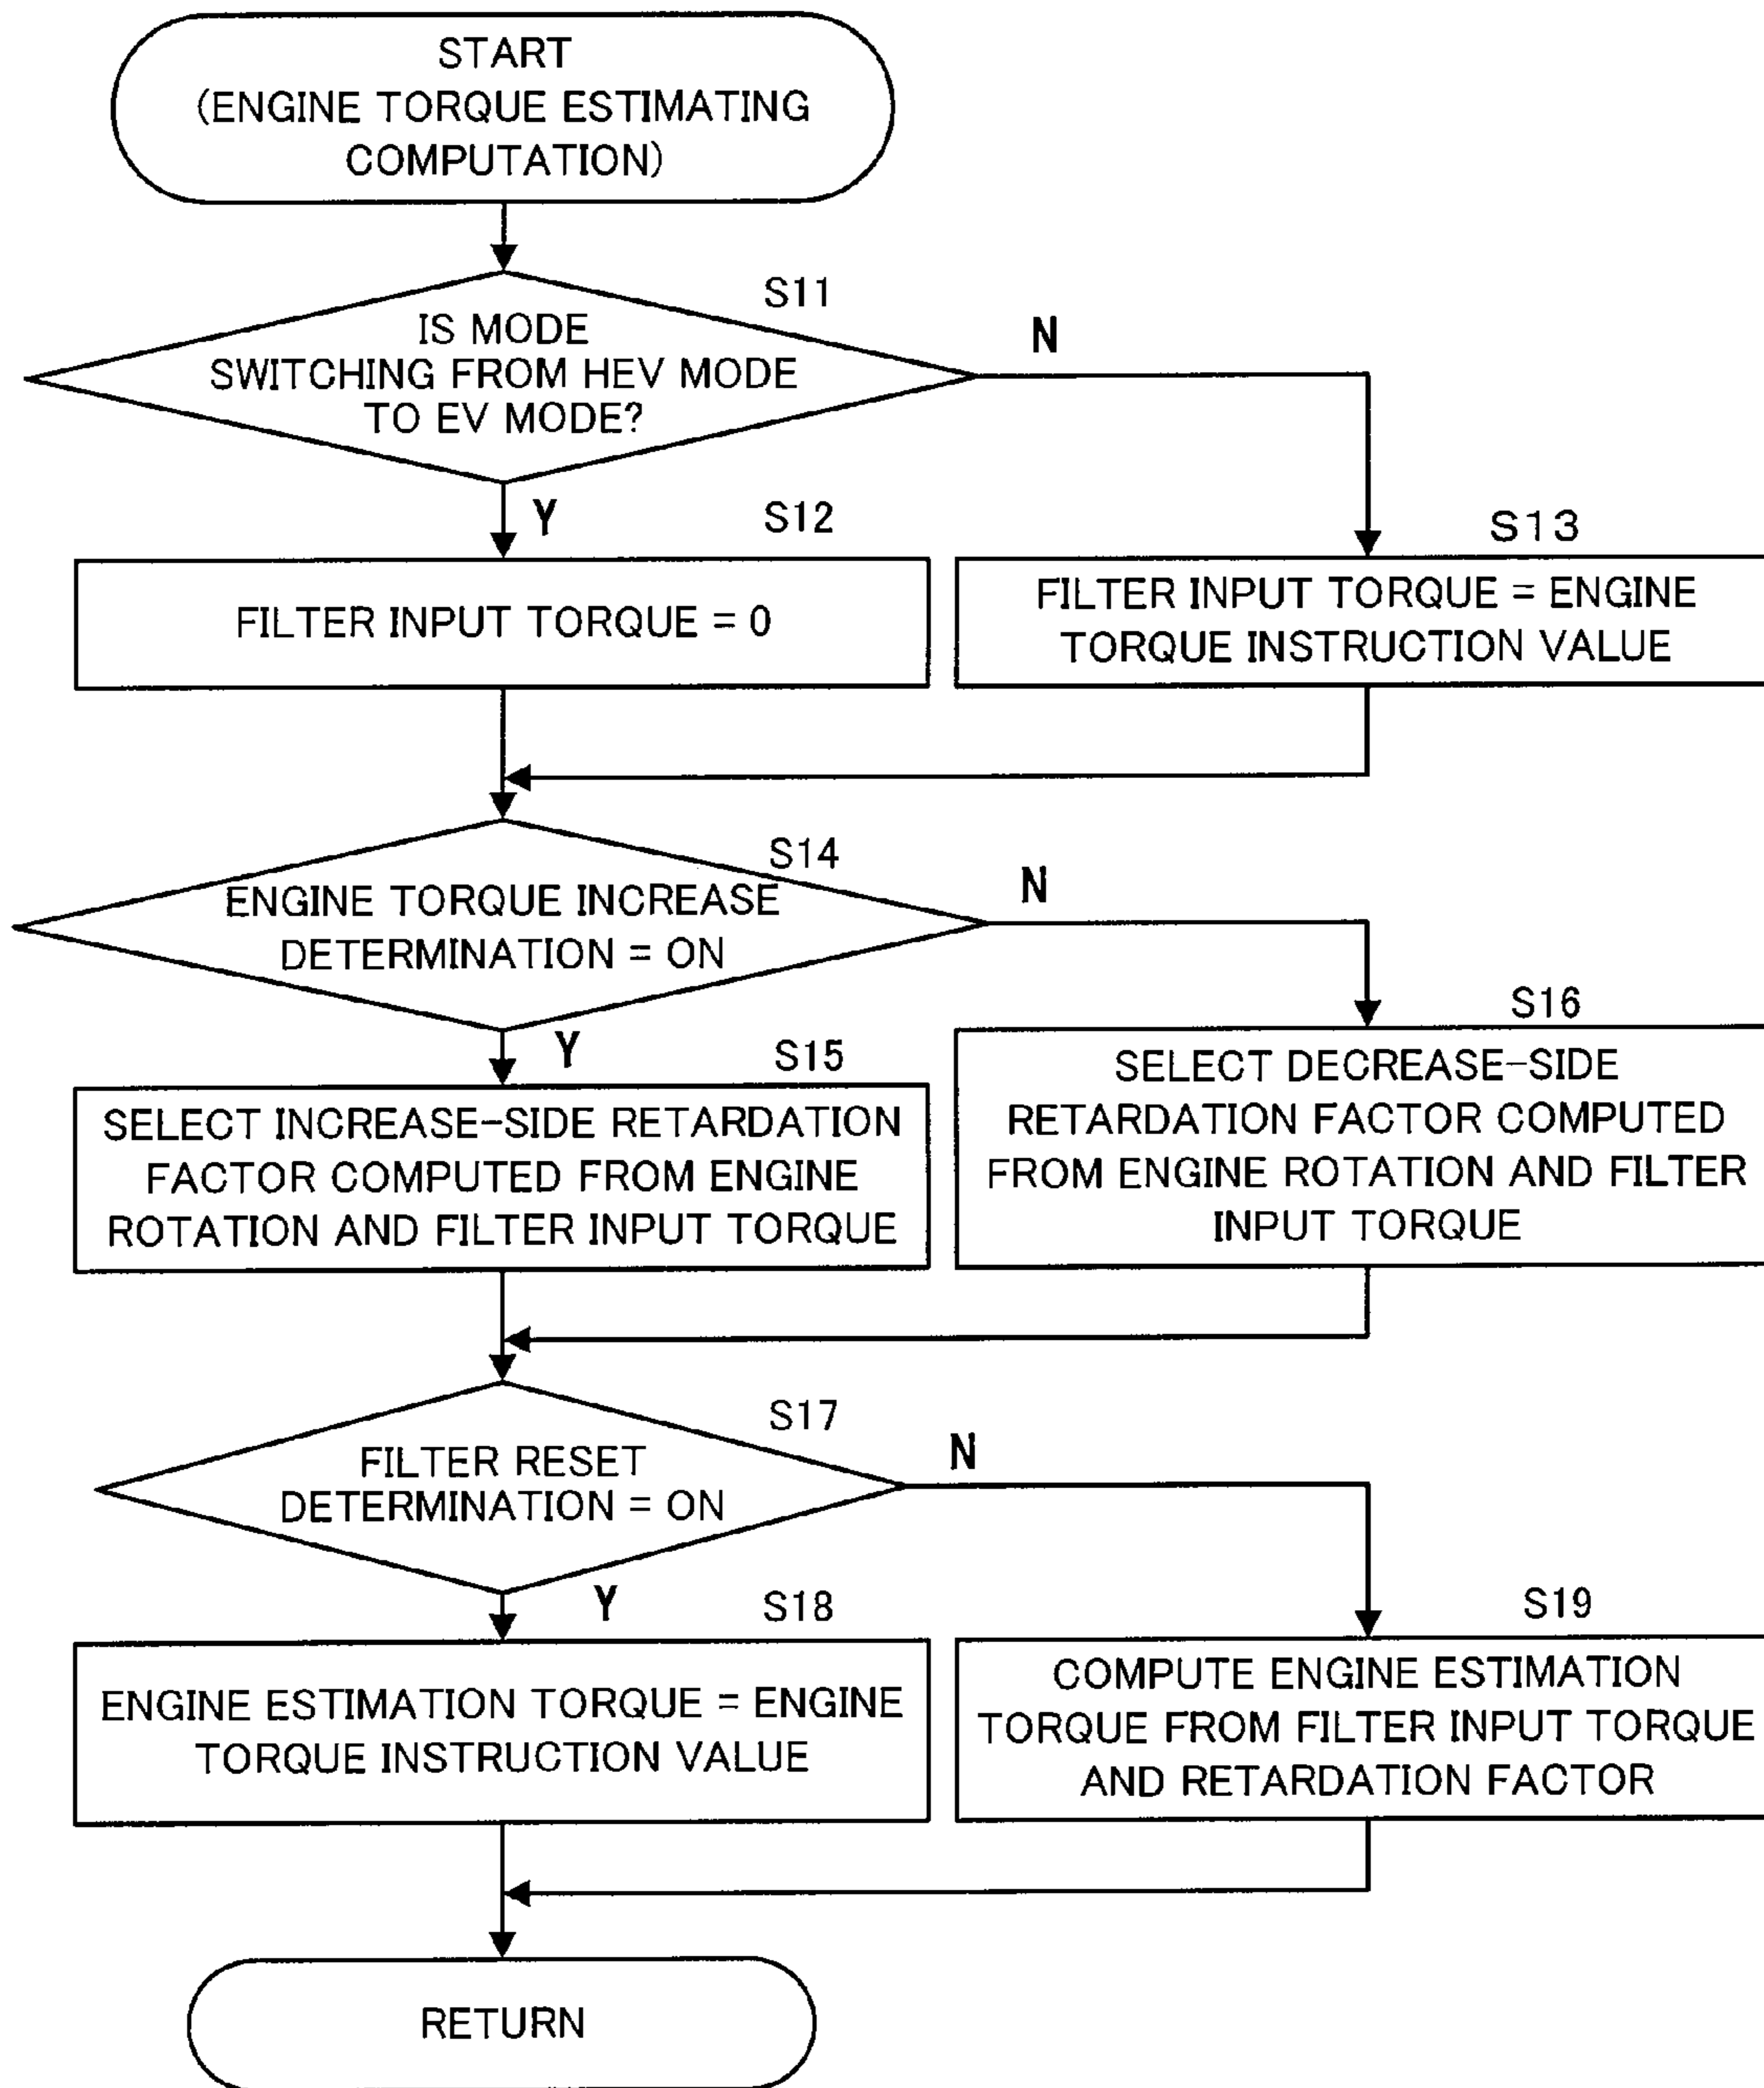 START
(ENGINE TORQUE ESTIMATING
COMPUTATION)
S11
IS MODE
SWITCHING FROM HEV MODE
TO EV MODE?
N
Y
S12
FILTER INPUT TORQUE = 0
S13
FILTER INPUT TORQUE = ENGINE
TORQUE INSTRUCTION VALUE
S14
ENGINE TORQUE INCREASE
DETERMINATION = ON
N
Y
S15
SELECT INCREASE-SIDE RETARDATION
FACTOR COMPUTED FROM ENGINE
ROTATION AND FILTER INPUT TORQUE
S16
SELECT DECREASE-SIDE
RETARDATION FACTOR COMPUTED
FROM ENGINE ROTATION AND FILTER
INPUT TORQUE
S17
FILTER RESET
DETERMINATION = ON
N
Y
S18
ENGINE ESTIMATION TORQUE = ENGINE
TORQUE INSTRUCTION VALUE
S19
COMPUTE ENGINE ESTIMATION
TORQUE FROM FILTER INPUT TORQUE
AND RETARDATION FACTOR
RETURN